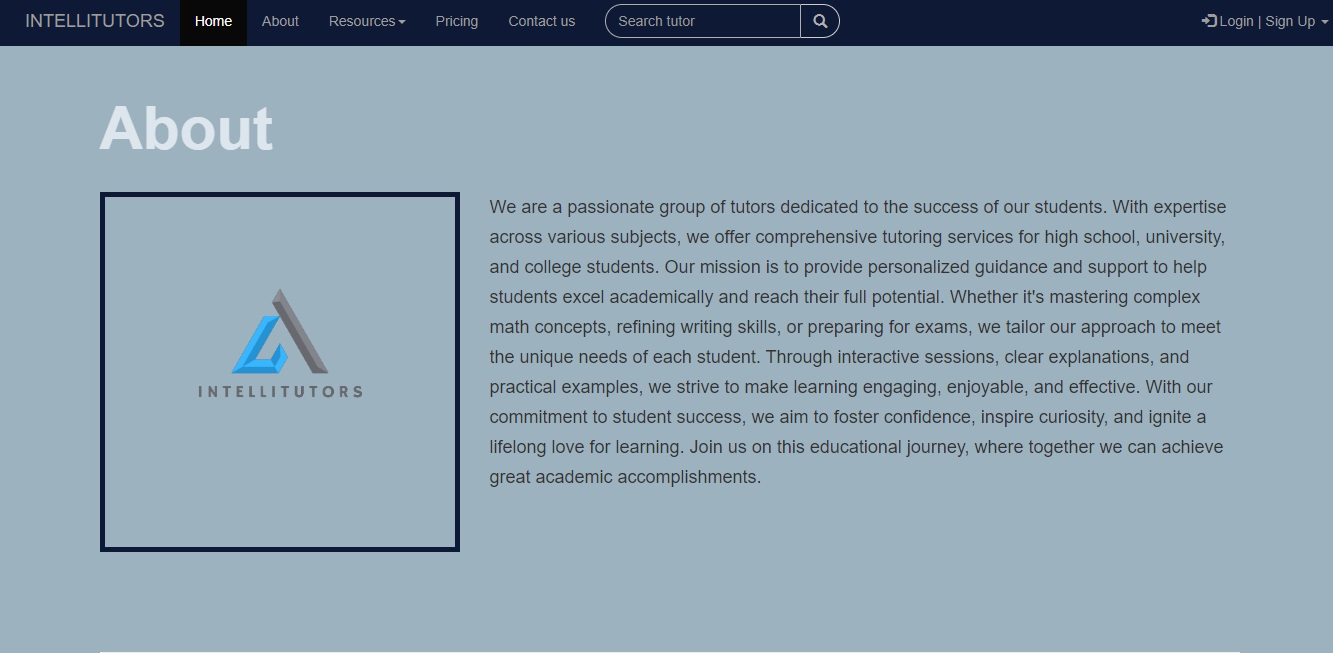 INTELLITUTORS Home About Resources Pricing Contact us Search tutor Login | Sign Up
About
INTELLITUTORS
We are a passionate group of tutors dedicated to the success of our students. With expertise
across various subjects, we offer comprehensive tutoring services for high school, university,
and college students. Our mission is to provide personalized guidance and support to help
students excel academically and reach their full potential. Whether it's mastering complex
math concepts, refining writing skills, or preparing for exams, we tailor our approach to meet
the unique needs of each student. Through interactive sessions, clear explanations, and
practical examples, we strive to make learning engaging, enjoyable, and effective. With our
commitment to student success, we aim to foster confidence, inspire curiosity, and ignite a
lifelong love for learning. Join us on this educational journey, where together we can achieve
great academic accomplishments.